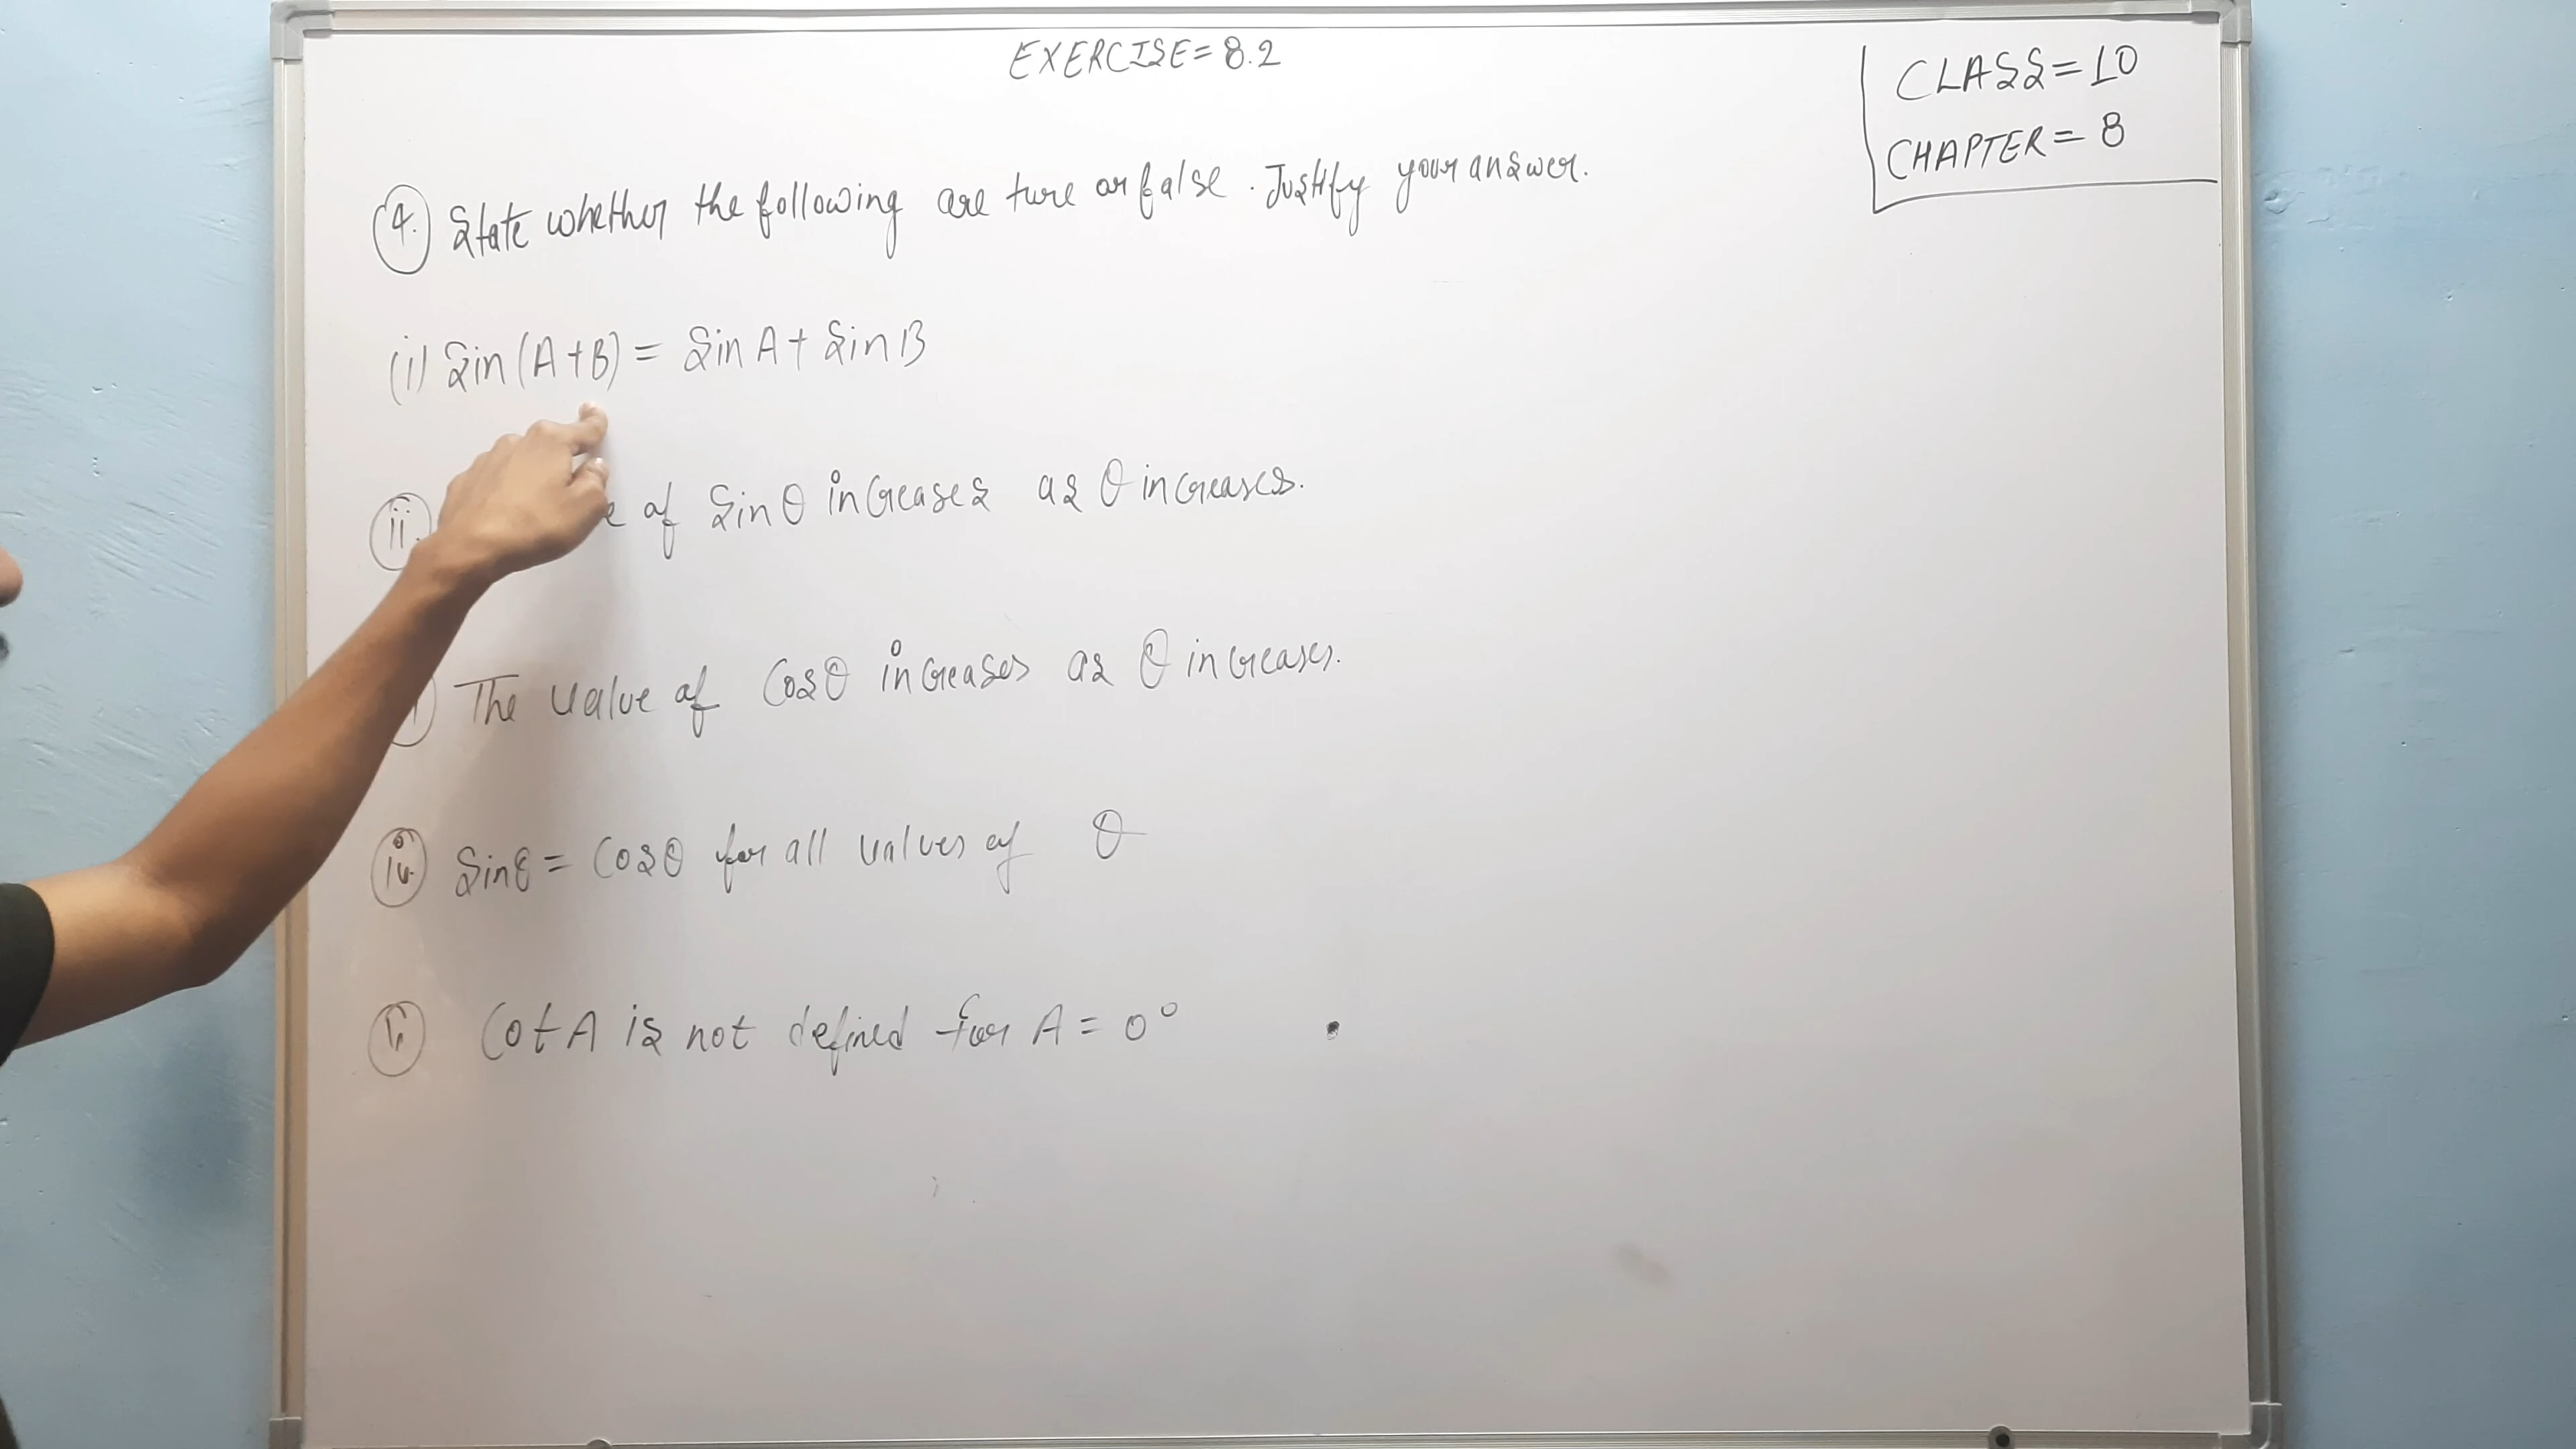 EXERCISE = 8.2
CLASS = 10
CHAPTER = 8
4. State whether the following are ture or false. Justify your answer.
(i) Sin (A+B) = Sin A + Sin B
ii. of Sin θ increases as θ increases.
The value of Cos θ increases as θ increases.
iv. Sin θ = Cos θ for all values of θ
v. Cot A is not defined for A = 0°